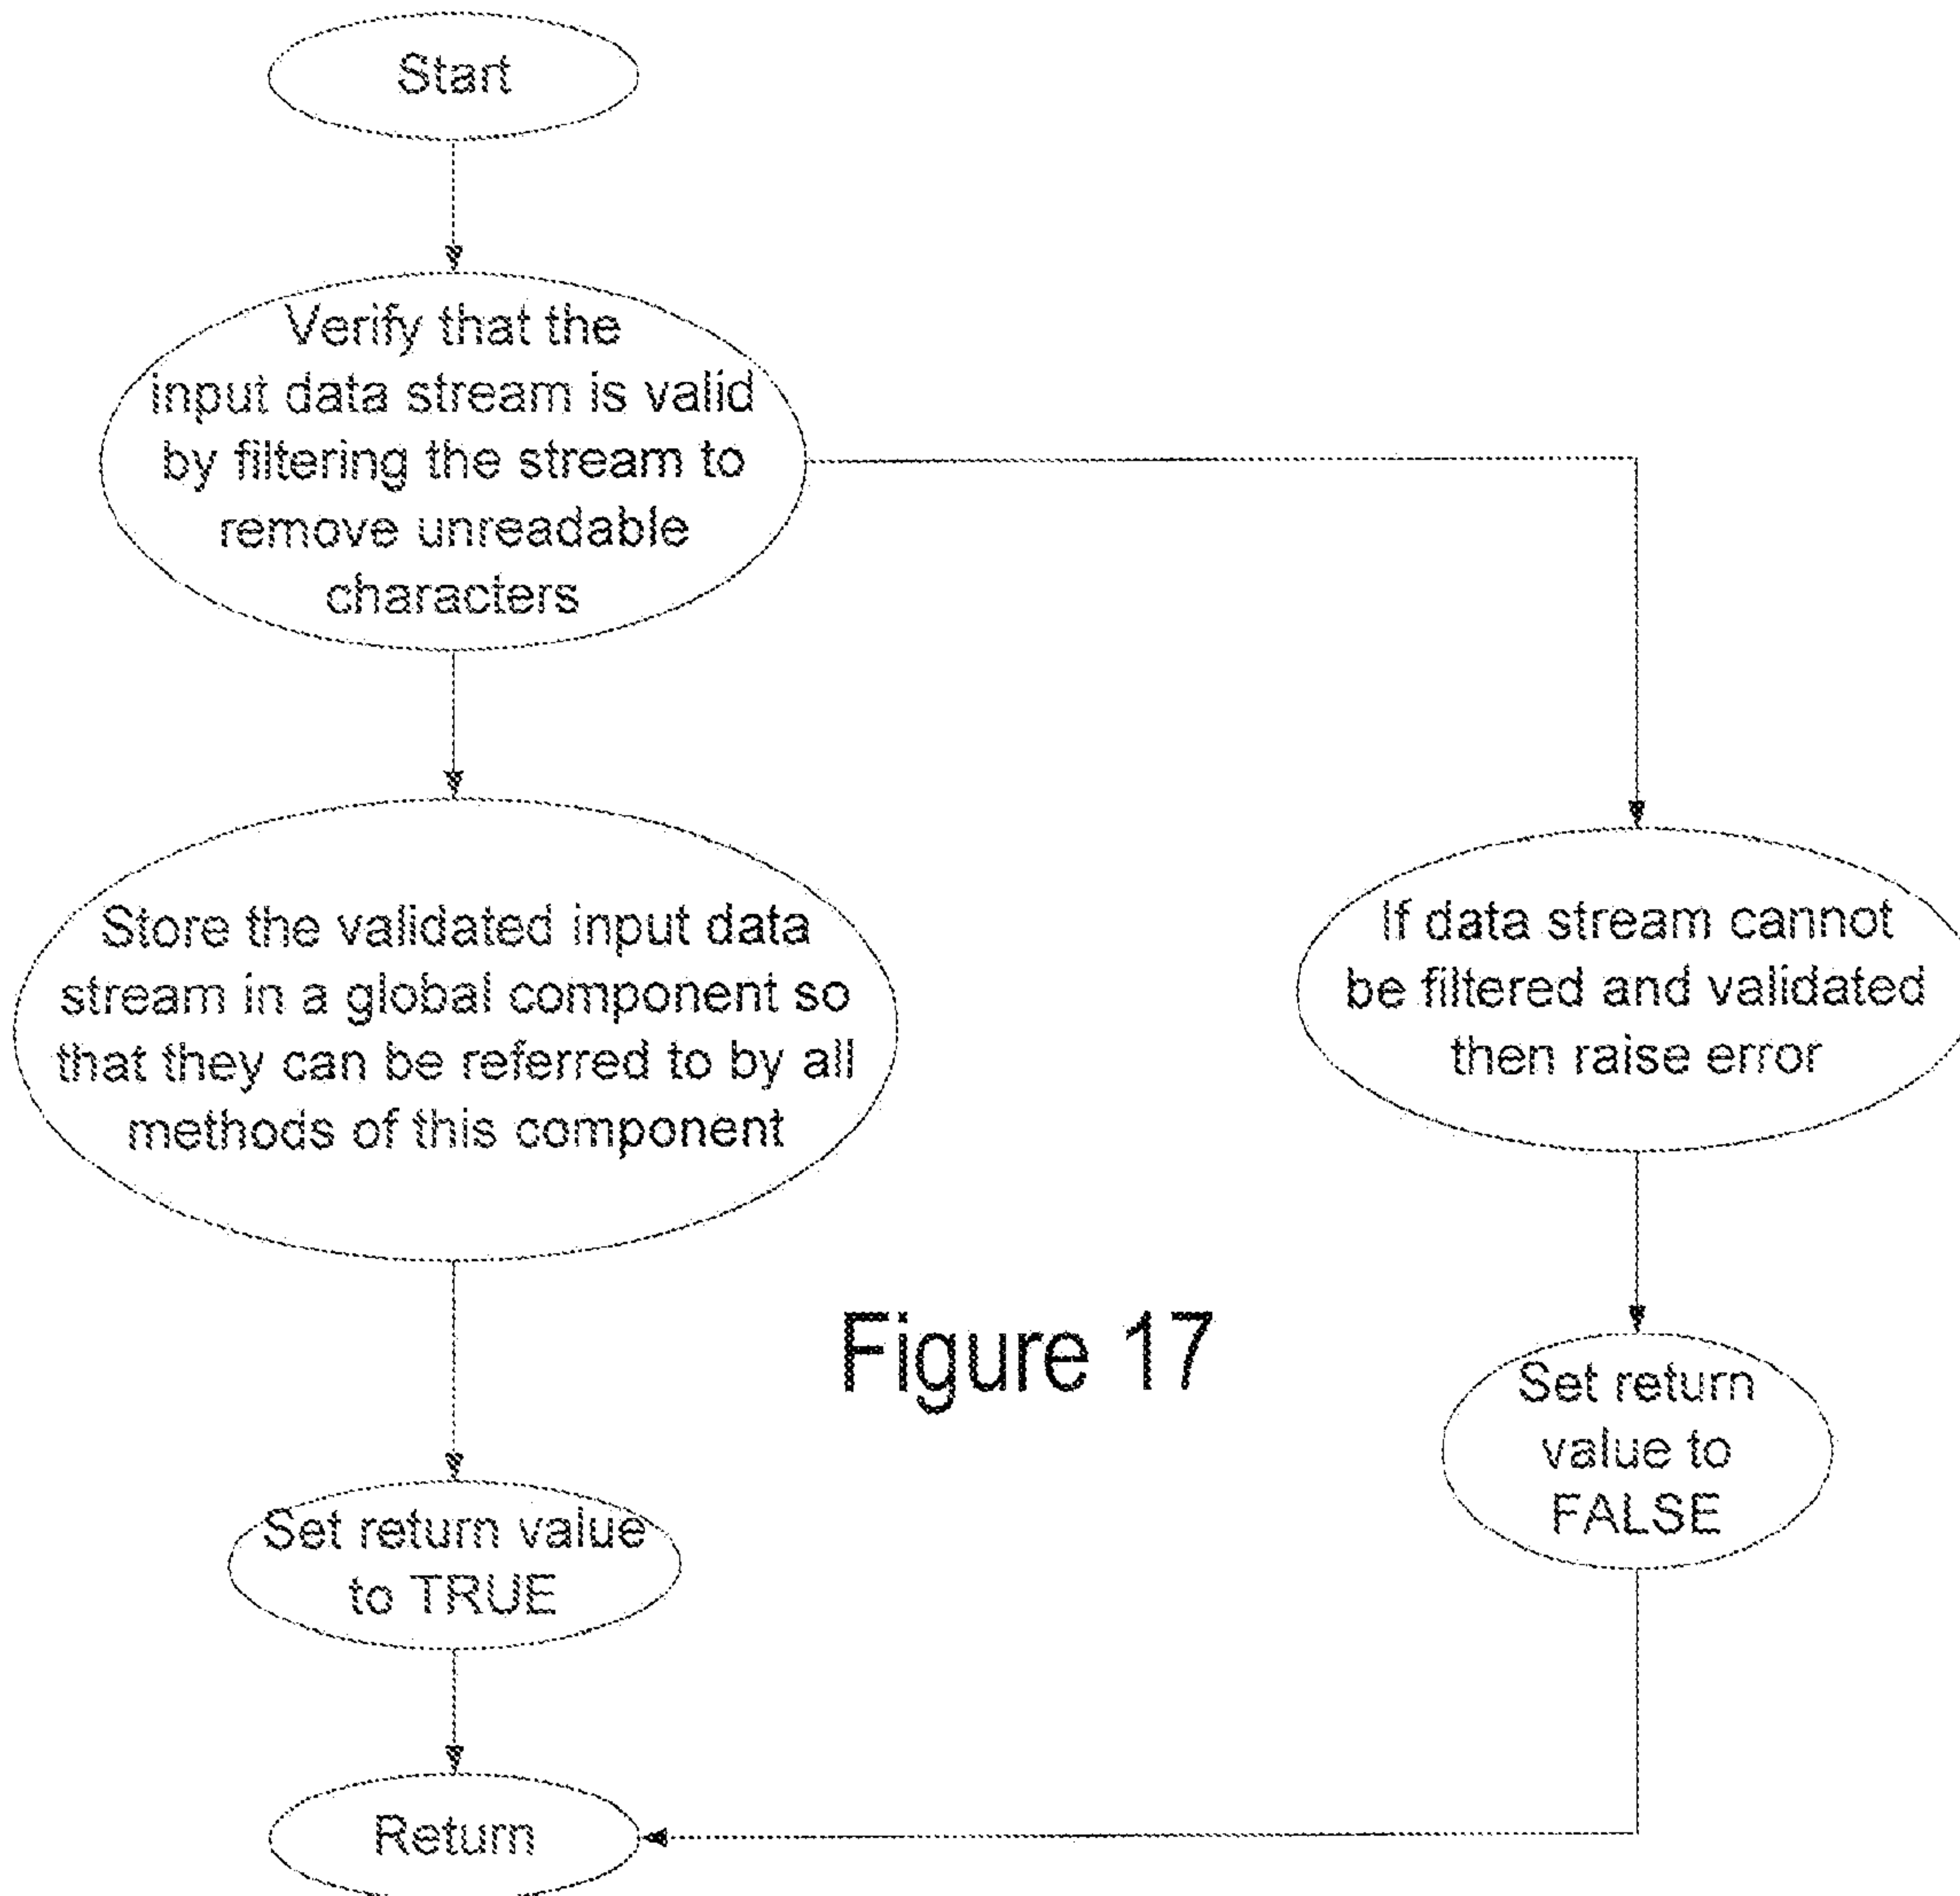 Start
Verify that the
input data stream is valid
by filtering the stream to
remove unreadable
characters
Store the validated input data
stream in a global component so
that they can be referred to by all
methods of this component
If data stream cannot
be filtered and validated
then raise error
Figure 17
Set return
value to
FALSE
Set return value
to TRUE
Return